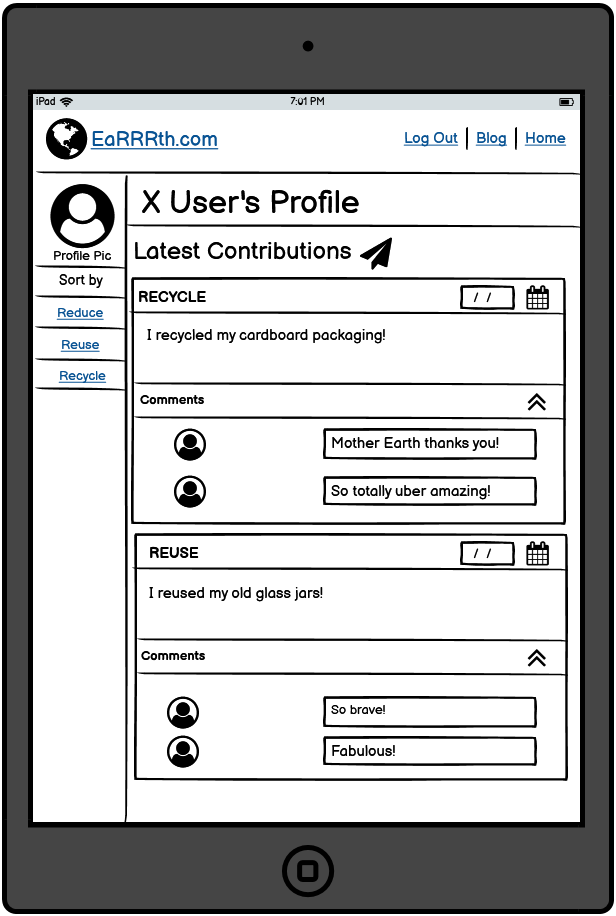 iPad 7:01 PM
EaRRRth.com
Log Out Blog Home
X User's Profile
Profile Pic
Sort by
Reduce
Reuse
Recycle
Latest Contributions
RECYCLE / /
I recycled my cardboard packaging!
Comments
Mother Earth thanks you!
So totally uber amazing!
REUSE / /
I reused my old glass jars!
Comments
So brave!
Fabulous!